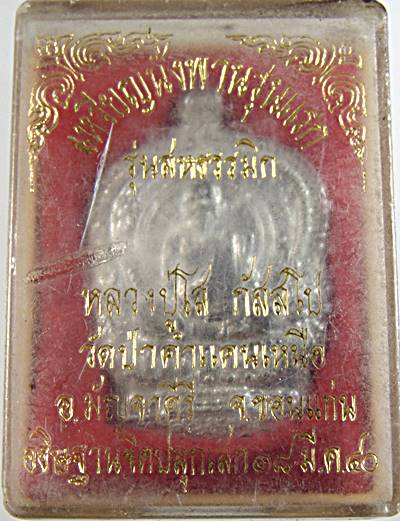 เหรียญนั่งพานรุ่นแรก
รุ่นสหธรรมิก
หลวงปู่ใส กัสสโป
วัดป่าคำแคนเหนือ
อ.มัญจาคีรี จ.ขอนแก่น
อธิษฐานจิตปลุกเสก ๑๘ มี.ค.๔๐